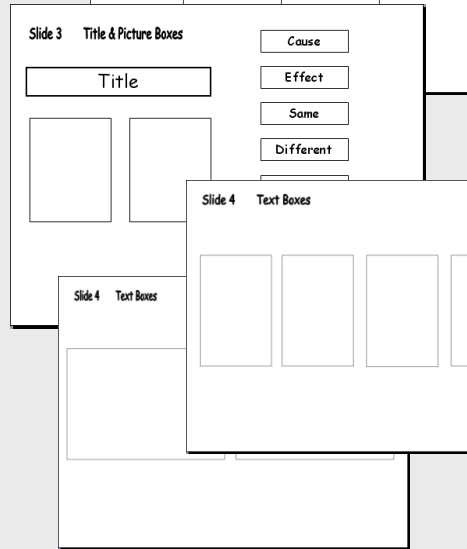 Slide 3 Title & Picture Boxes
Title
Cause
Effect
Same
Different
Slide 4 Text Boxes
Slide 4 Text Boxes